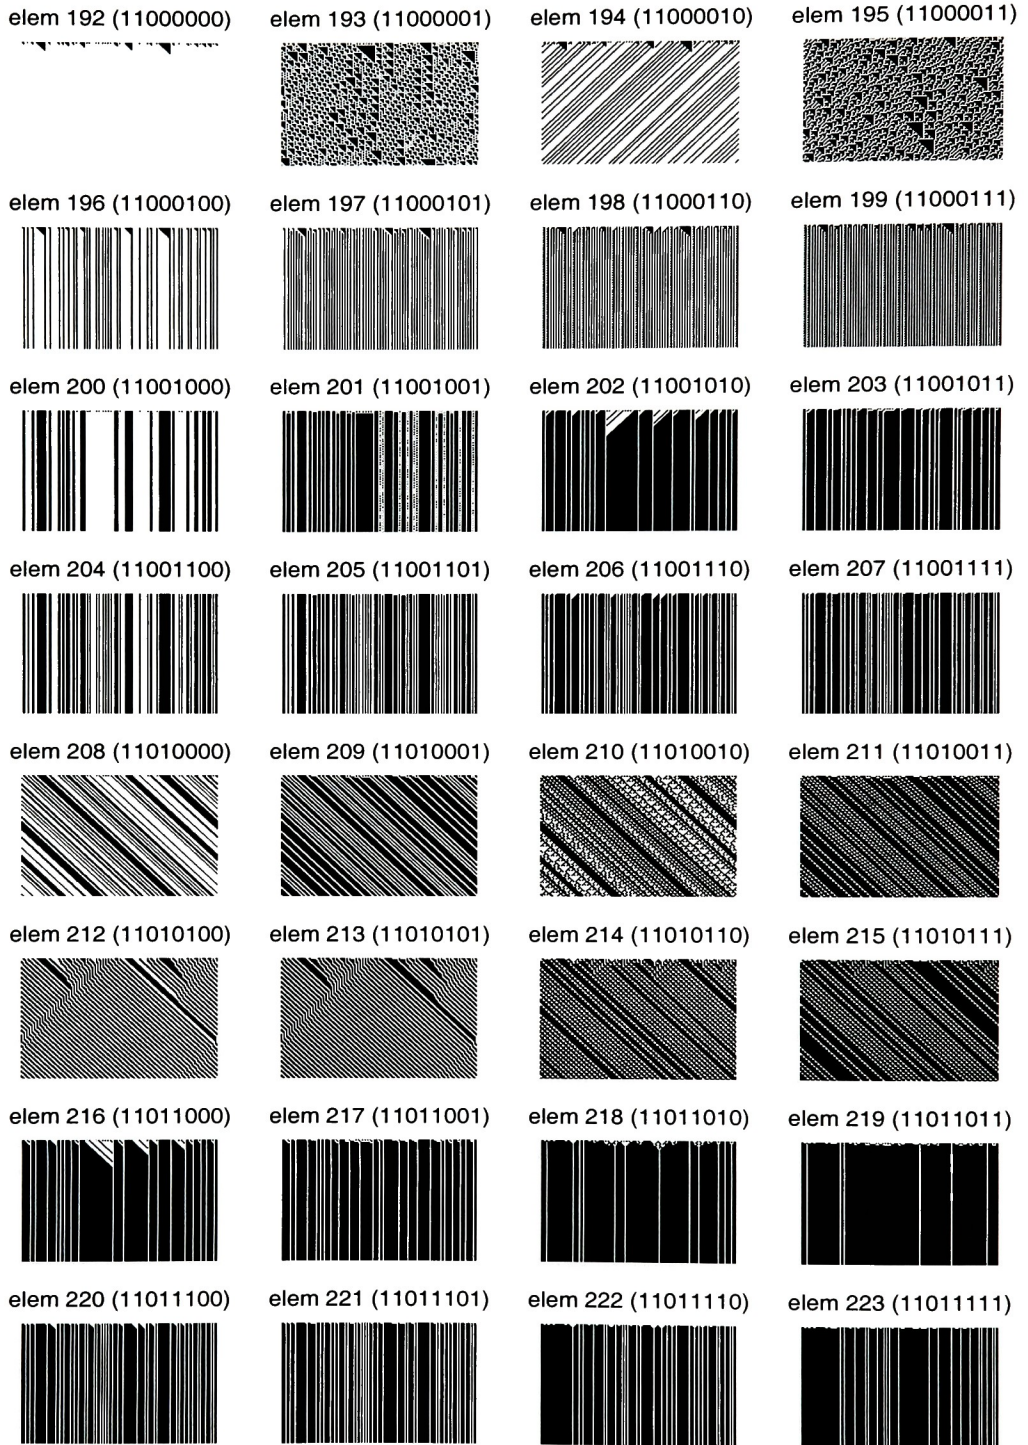 elem 192 (11000000) elem 193 (11000001) elem 194 (11000010) elem 195 (11000011)
elem 196 (11000100) elem 197 (11000101) elem 198 (11000110) elem 199 (11000111)
elem 200 (11001000) elem 201 (11001001) elem 202 (11001010) elem 203 (11001011)
elem 204 (11001100) elem 205 (11001101) elem 206 (11001110) elem 207 (11001111)
elem 208 (11010000) elem 209 (11010001) elem 210 (11010010) elem 211 (11010011)
elem 212 (11010100) elem 213 (11010101) elem 214 (11010110) elem 215 (11010111)
elem 216 (11011000) elem 217 (11011001) elem 218 (11011010) elem 219 (11011011)
elem 220 (11011100) elem 221 (11011101) elem 222 (11011110) elem 223 (11011111)